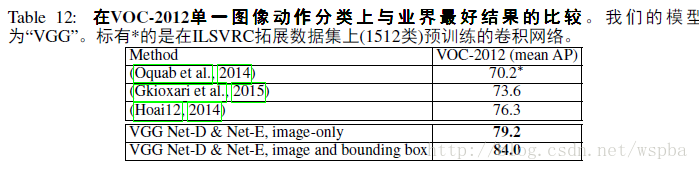 Table 12: 在VOC-2012单一图像动作分类上与业界最好结果的比较。我们的模型
为“VGG”。标有*的是在ILSVRC拓展数据集上(1512类)预训练的卷积网络。
Method VOC-2012 (mean AP)
(Oquab et al., 2014) 70.2*
(Gkioxari et al., 2015) 73.6
(Hoai12, 2014) 76.3
VGG Net-D & Net-E, image-only 79.2
VGG Net-D & Net-E, image and bounding box 84.0
http://blog.csdn.net/wspba